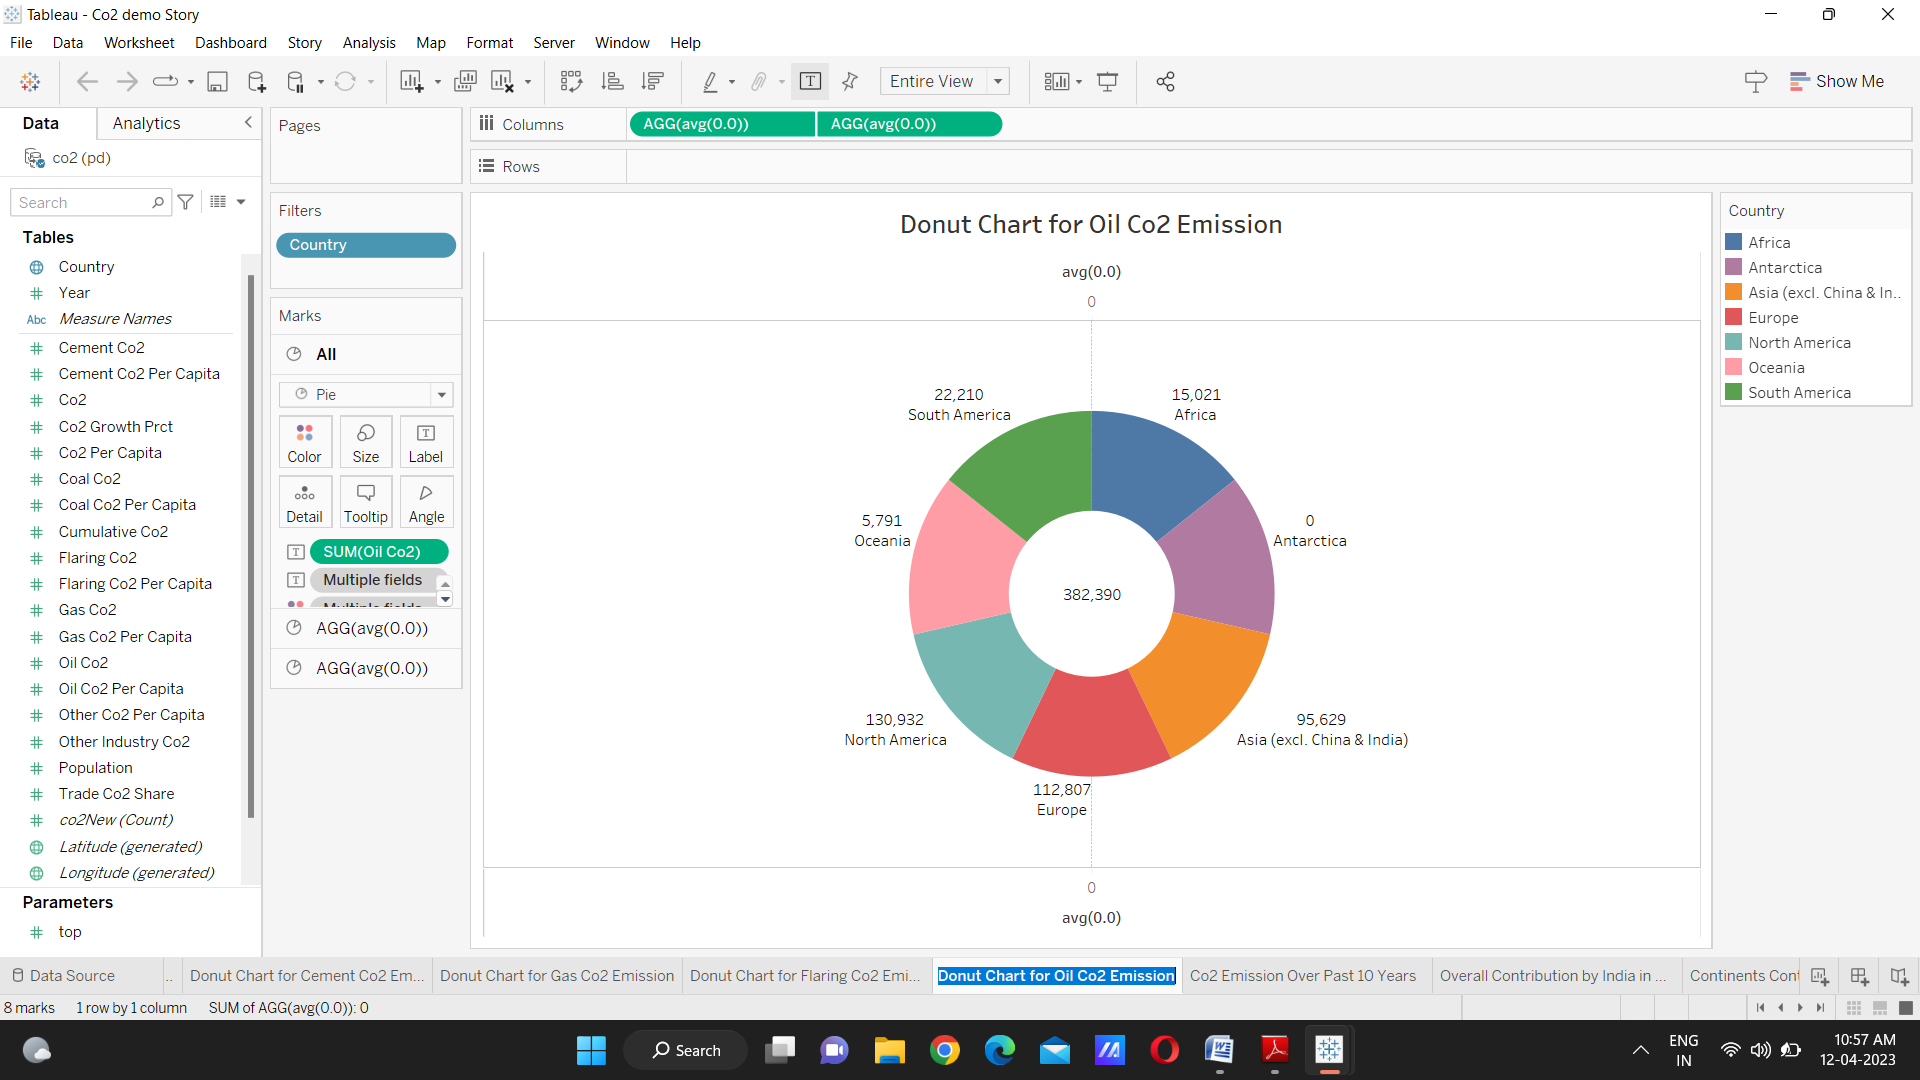 Tableau - Co2 demo Story
File Data Worksheet Dashboard Story Analysis Map Format Server Window Help
Entire View
Show Me
Data
Analytics
co2 (pd)
Search
Tables
Country
Year
Abc Measure Names
Cement Co2
Cement Co2 Per Capita
Co2
Co2 Growth Prct
Co2 Per Capita
Coal Co2
Coal Co2 Per Capita
Cumulative Co2
Flaring Co2
Flaring Co2 Per Capita
Gas Co2
Gas Co2 Per Capita
Oil Co2
Oil Co2 Per Capita
Other Co2 Per Capita
Other Industry Co2
Population
Trade Co2 Share
co2New (Count)
Latitude (generated)
Longitude (generated)
Parameters
top
Pages
Filters
Country
Marks
All
Pie
Color Size Label
Detail Tooltip Angle
SUM(Oil Co2)
Multiple fields
Multiple fields
AGG(avg(0.0))
AGG(avg(0.0))
Columns AGG(avg(0.0)) AGG(avg(0.0))
Rows
Donut Chart for Oil Co2 Emission
avg(0.0)
0
22,210
South America
15,021
Africa
5,791
Oceania
0
Antarctica
382,390
130,932
North America
95,629
Asia (excl. China & India)
112,807
Europe
0
avg(0.0)
Country
Africa
Antarctica
Asia (excl. China & In..
Europe
North America
Oceania
South America
Data Source .. Donut Chart for Cement Co2 Em... Donut Chart for Gas Co2 Emission Donut Chart for Flaring Co2 Emi... Donut Chart for Oil Co2 Emission Co2 Emission Over Past 10 Years Overall Contribution by India in ... Continents Cont
8 marks 1 row by 1 column SUM of AGG(avg(0.0)): 0
Search
ENG
IN
10:57 AM
12-04-2023